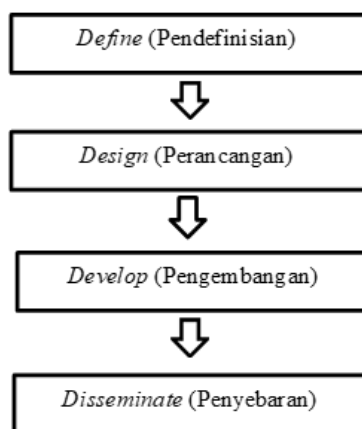 Define (Pendefinisian)
Design (Perancangan)
Develop (Pengembangan)
Disseminate (Penyebaran)